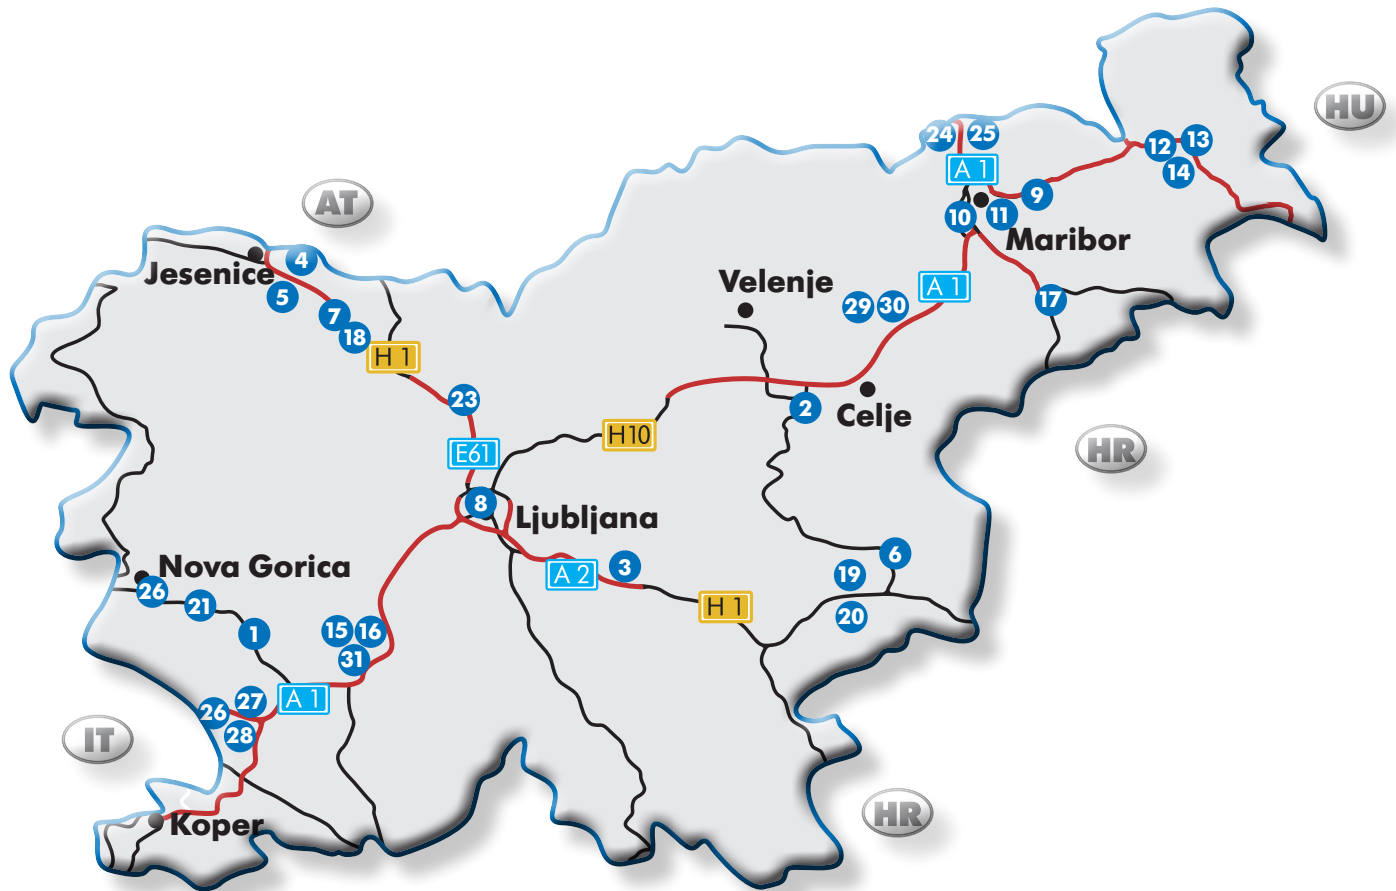 HU
24
25
13
12
A 1
14
9
AT
10
11
Maribor
4
Jesenice
Velenje
A 1
5
29
30
17
7
18
H 1
23
2
Celje
H10
HR
E61
8
Ljubljana
6
3
A 2
19
Nova Gorica
26
21
H 1
20
1
15
16
31
A 1
27
26
28
IT
HR
Koper